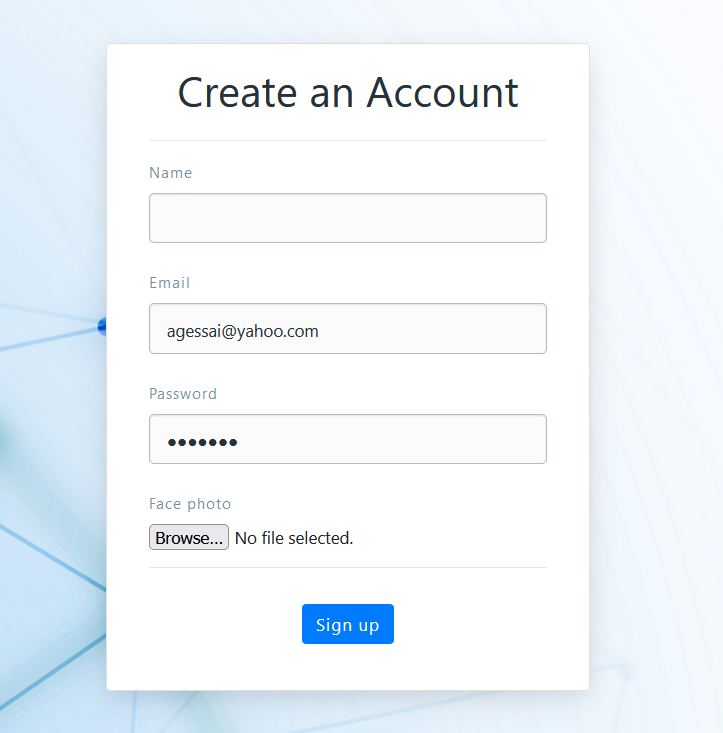 Create an Account
Name
Email
agessai@yahoo.com
Password
•••••••
Face photo
Browse... No file selected.
Sign up